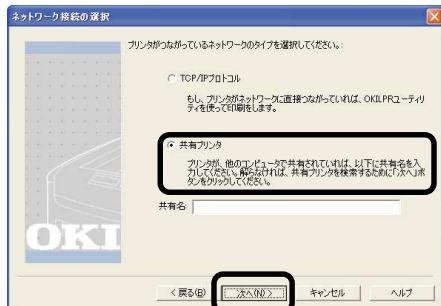 ネットワーク接続の選択
プリンタがつながっているネットワークのタイプを選択してください。:
TCP/IPプロトコル
もし、プリンタがネットワークに直接つながっていれば、OKILPRユーティリ
ティを使って印刷をします。
共有プリンタ
プリンタが、他のコンピュータで共有されていれば、以下に共有名を入
力してください。解らなければ、共有プリンタを検索するために「次へ」ボ
タンをクリックしてください。
共有名
OKI
< 戻る(B)
次へ(N) >
キャンセル
ヘルプ